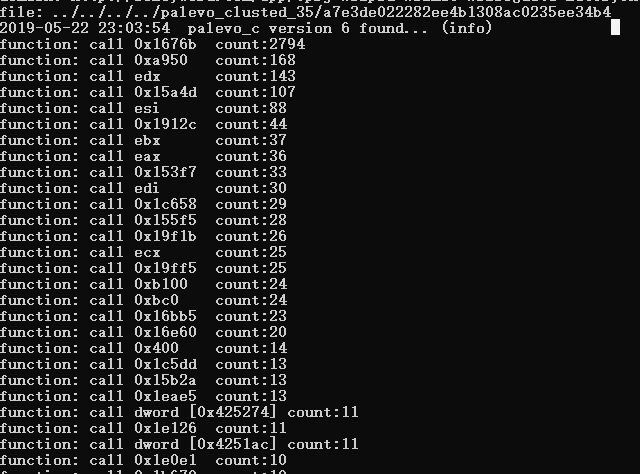 file: ../../../../palevo_clusted_35/a7e3de022282ee4b1308ac0235ee34b4
2019-05-22 23:03:54  palevo_c version 6 found... (info)
function: call 0x1676b  count:2794
function: call 0xa950   count:168
function: call edx      count:143
function: call 0x15a4d  count:107
function: call esi      count:88
function: call 0x1912c  count:44
function: call ebx      count:37
function: call eax      count:36
function: call 0x153f7  count:33
function: call edi      count:30
function: call 0x1c658  count:29
function: call 0x155f5  count:28
function: call 0x19f1b  count:26
function: call ecx      count:25
function: call 0x19ff5  count:25
function: call 0xb100   count:24
function: call 0xbc0    count:24
function: call 0x16bb5  count:23
function: call 0x16e60  count:20
function: call 0x400    count:14
function: call 0x1c5dd  count:13
function: call 0x15b2a  count:13
function: call 0x1eae5  count:13
function: call dword [0x425274] count:11
function: call 0x1e126  count:11
function: call dword [0x4251ac] count:11
function: call 0x1e0e1  count:10